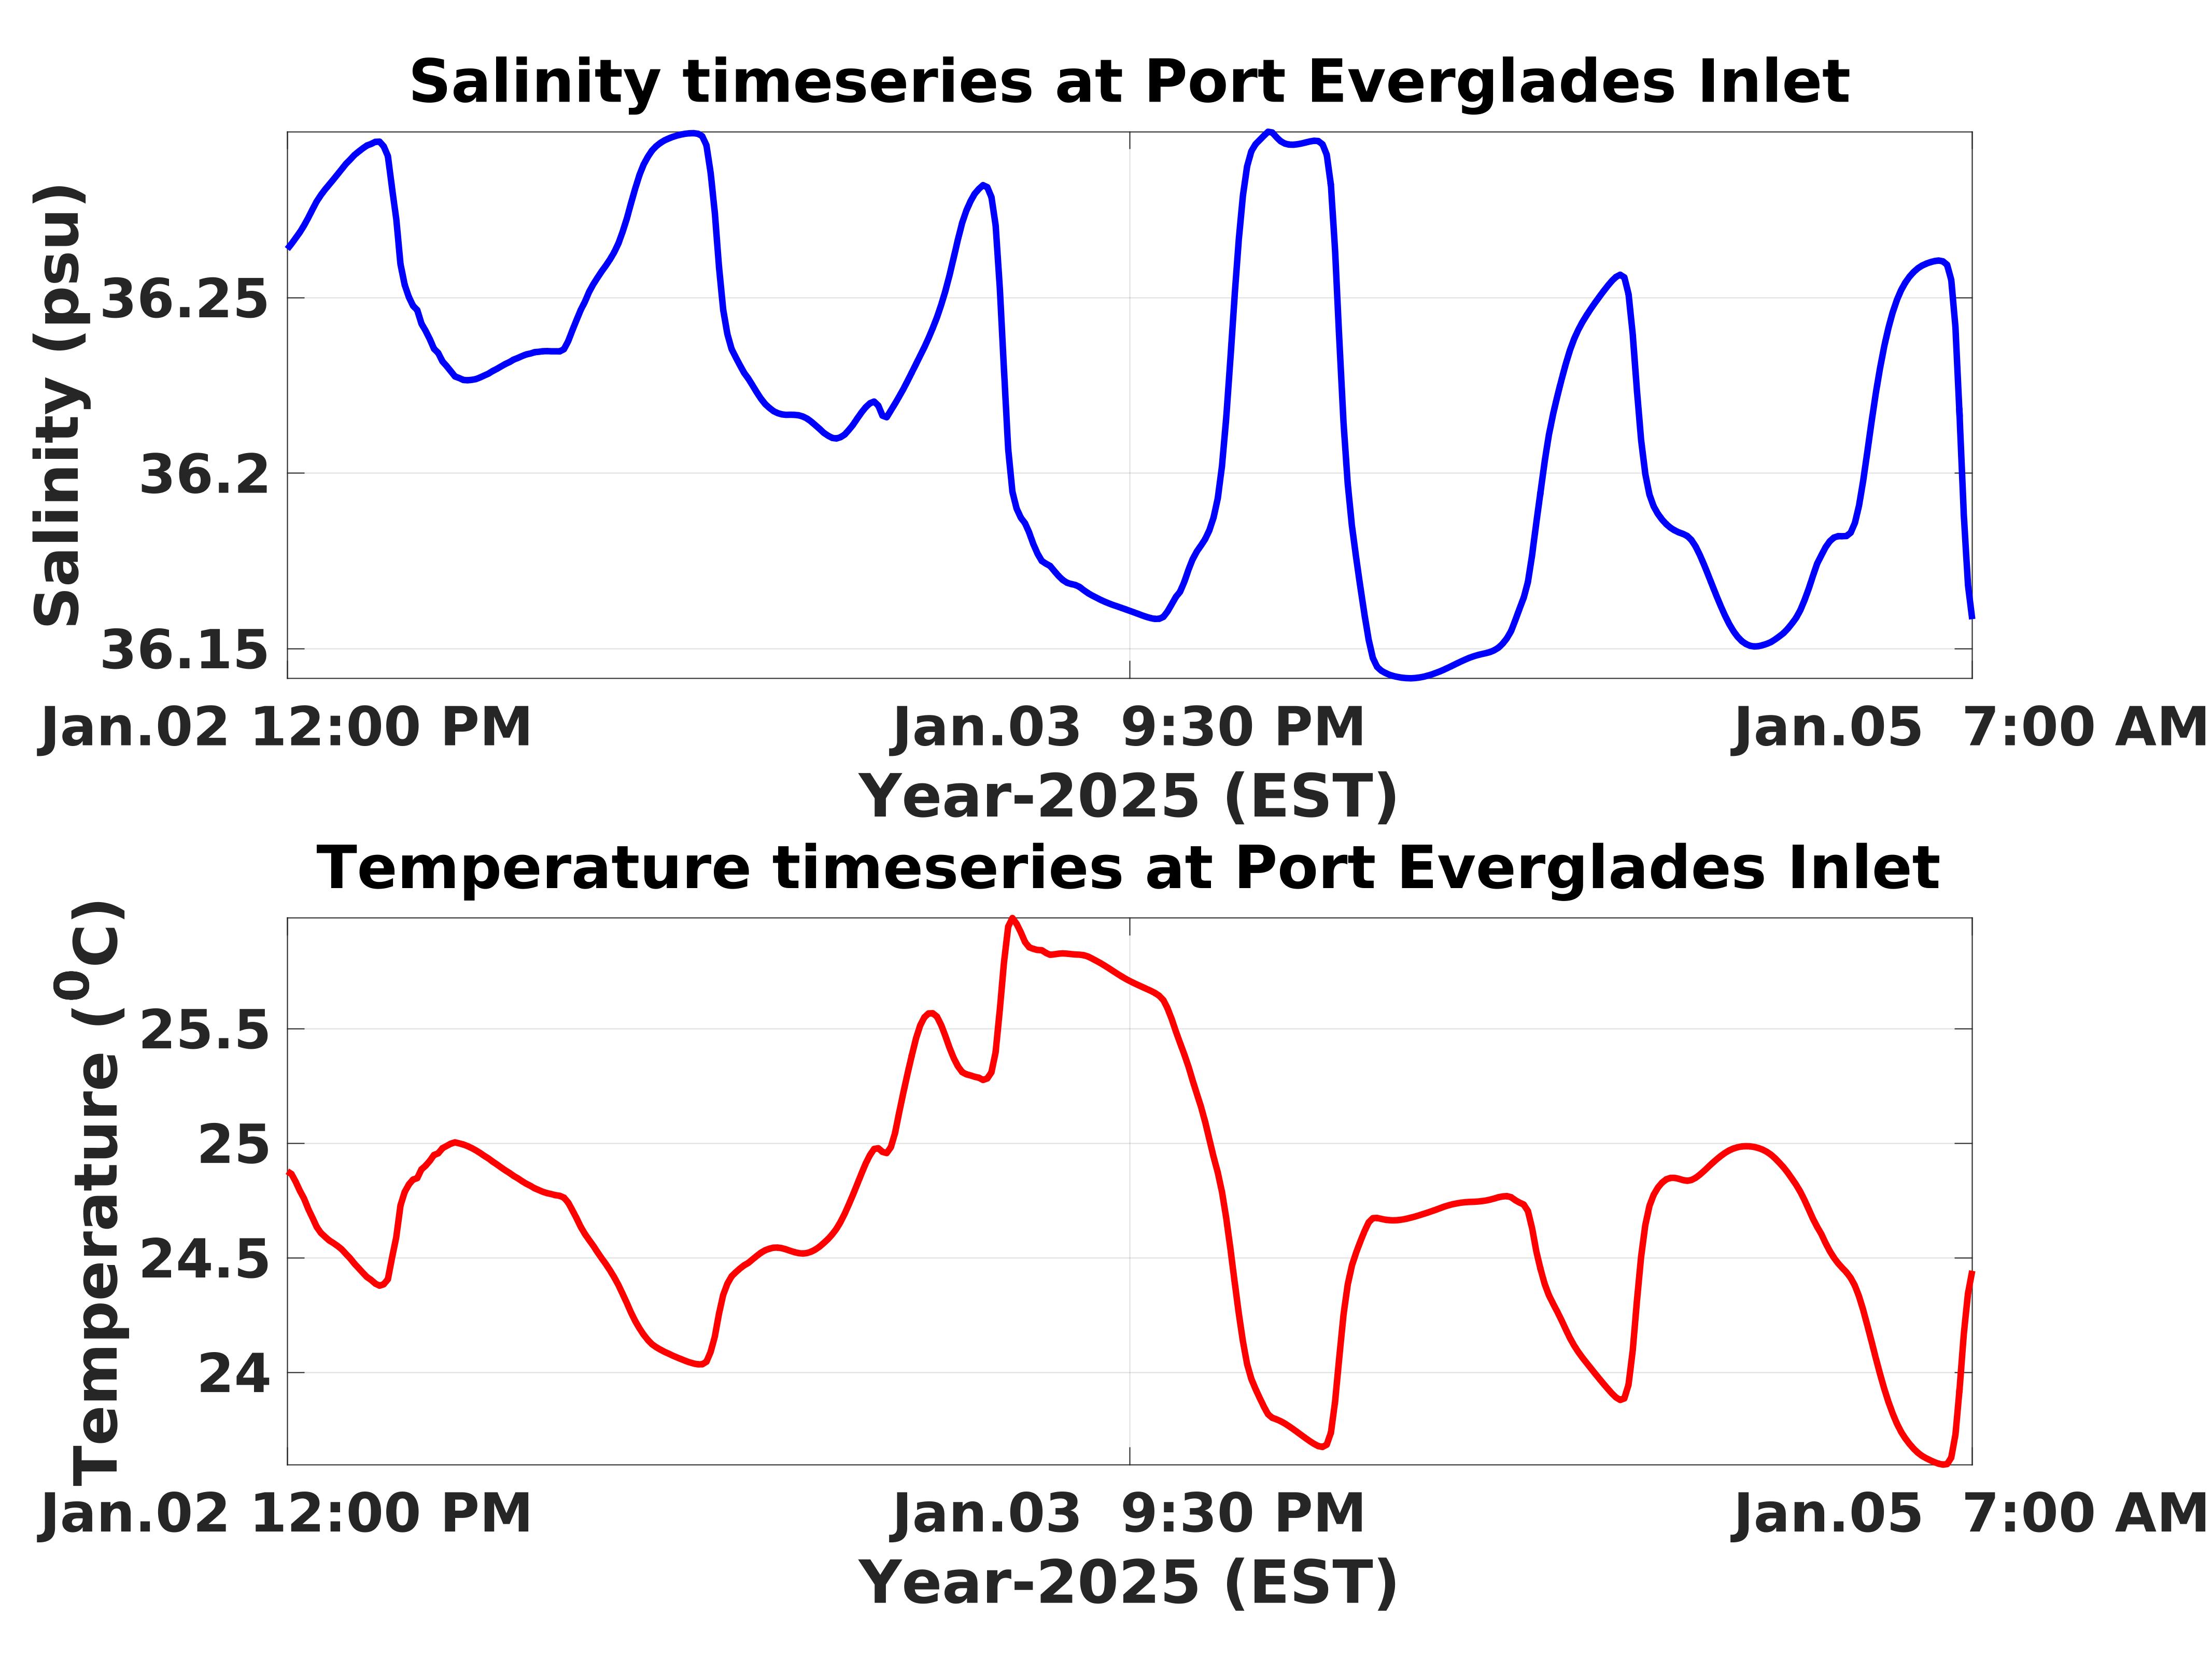 Salinity timeseries at Port Everglades Inlet
Salinity (psu)
36.25
36.2
36.15
Jan.02 12:00 PM Jan.03 9:30 PM Jan.05 7:00 AM
Year-2025 (EST)
Temperature timeseries at Port Everglades Inlet
Temperature (⁰C)
25.5
25
24.5
24
Jan.02 12:00 PM Jan.03 9:30 PM Jan.05 7:00 AM
Year-2025 (EST)